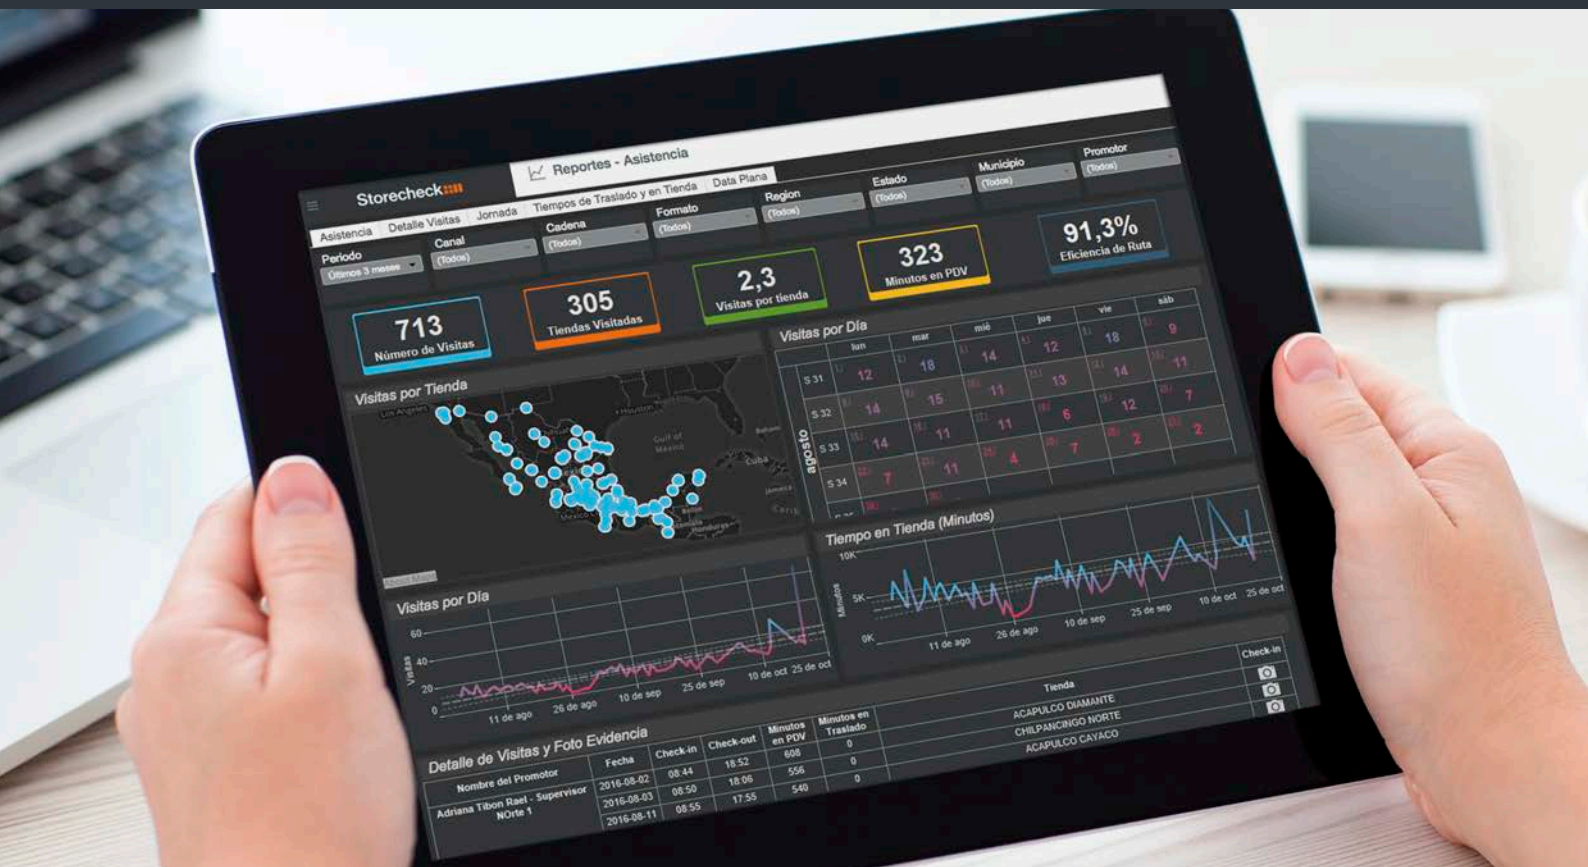 Storecheck
Reportes - Asistencia
Asistencia Detalle Visitas Jornada Tiempos de Traslado y en Tienda Data Plana
Periodo Canal Cadena Formato Region Estado Municipio Promotor
Últimos 3 meses (Todos) (Todos) (Todos) (Todos) (Todos) (Todos) (Todos)
713 305 2,3 323 91,3%
Número de Visitas Tiendas Visitadas Visitas por tienda Minutos en PDV Eficiencia de Ruta
Visitas por Tienda
Los Angeles
Houston
Gulf of
Mexico
Cuba
Honduras
About Maps
Visitas por Día
lun mar mié jue vie sáb
agosto
S 31 12 18 14 12 18 9
S 32 14 15 11 13 14 11
S 33 14 11 11 6 12 7
S 34 7 11 4 7 2 2
Visitas por Día
Visitas
60
40
20
0
11 de ago 26 de ago 10 de sep 25 de sep 10 de oct 25 de oct
Tiempo en Tienda (Minutos)
Minutos
10K
5K
0K
11 de ago 26 de ago 10 de sep 25 de sep 10 de oct 25 de oct
Detalle de Visitas y Foto Evidencia
Nombre del Promotor Fecha Check-in Check-out Minutos en PDV Minutos en Traslado Tienda Check-in
Adriana Tibon Rael - Supervisor NOrte 1
2016-08-02 08:44 18:52 608 0 ACAPULCO DIAMANTE
2016-08-03 08:50 18:06 556 0 CHILPANCINGO NORTE
2016-08-11 08:55 17:55 540 0 ACAPULCO CAYACO